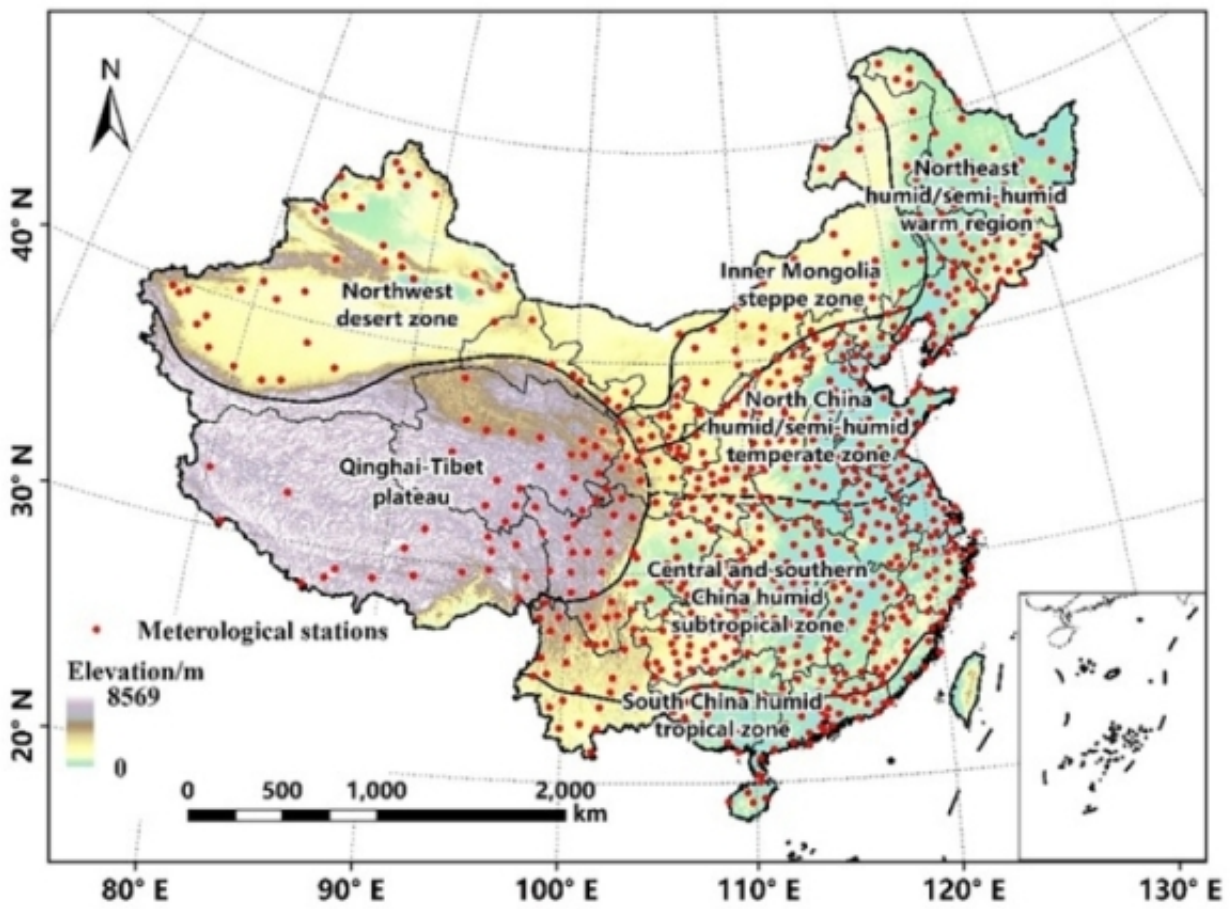 N
40° N
30° N
20° N
Northeast
humid/semi-humid
warm region
Inner Mongolia
steppe zone
Northwest
desert zone
North China
humid/semi-humid
temperate zone
Qinghai-Tibet
plateau
Central and southern
China humid
subtropical zone
South China humid
tropical zone
Meterological stations
Elevation/m
8569
0
0 500 1,000 2,000
km
80° E 90° E 100° E 110° E 120° E 130° E